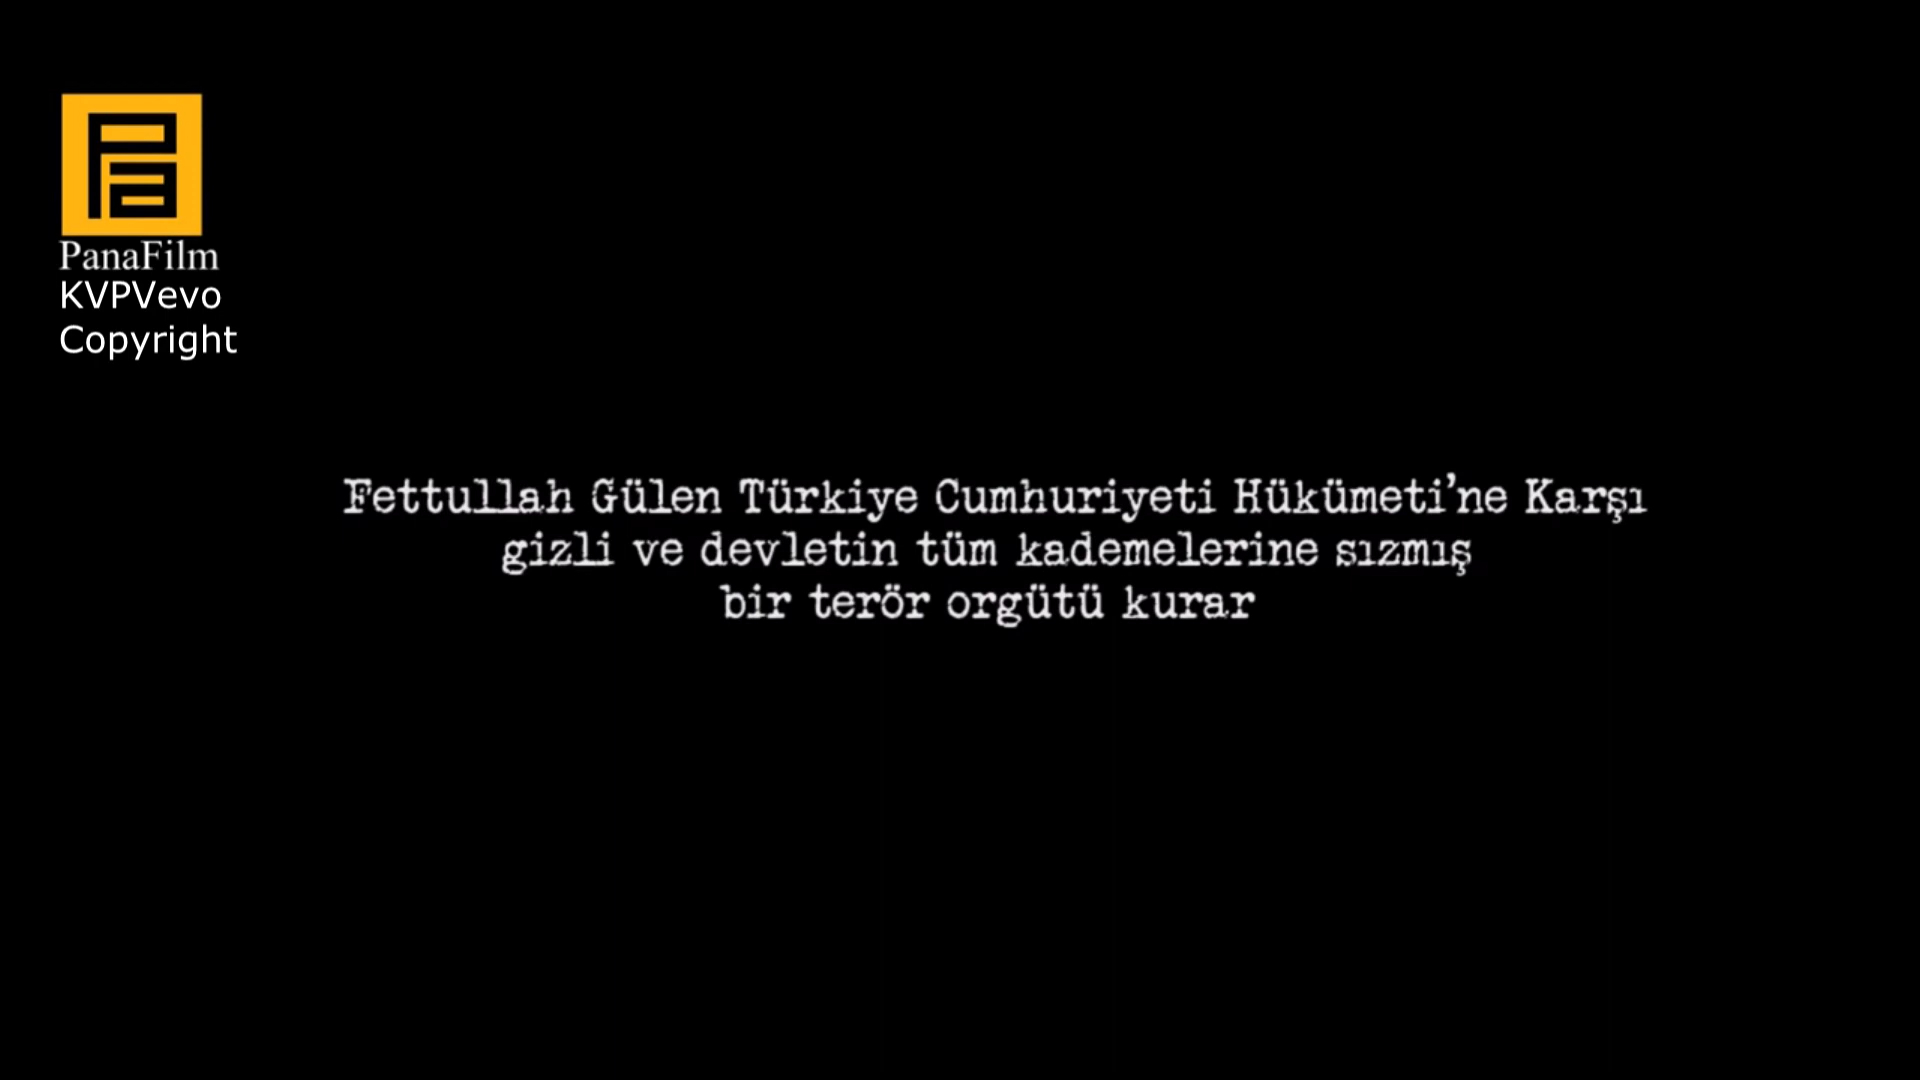 PanaFilm
KVPVevo
Copyright
Fettullah Gülen Türkiye Cumhuriyeti Hükümeti’ne Karşı
gizli ve devletin tüm kademelerine sızmış
bir terör orgütü kurar